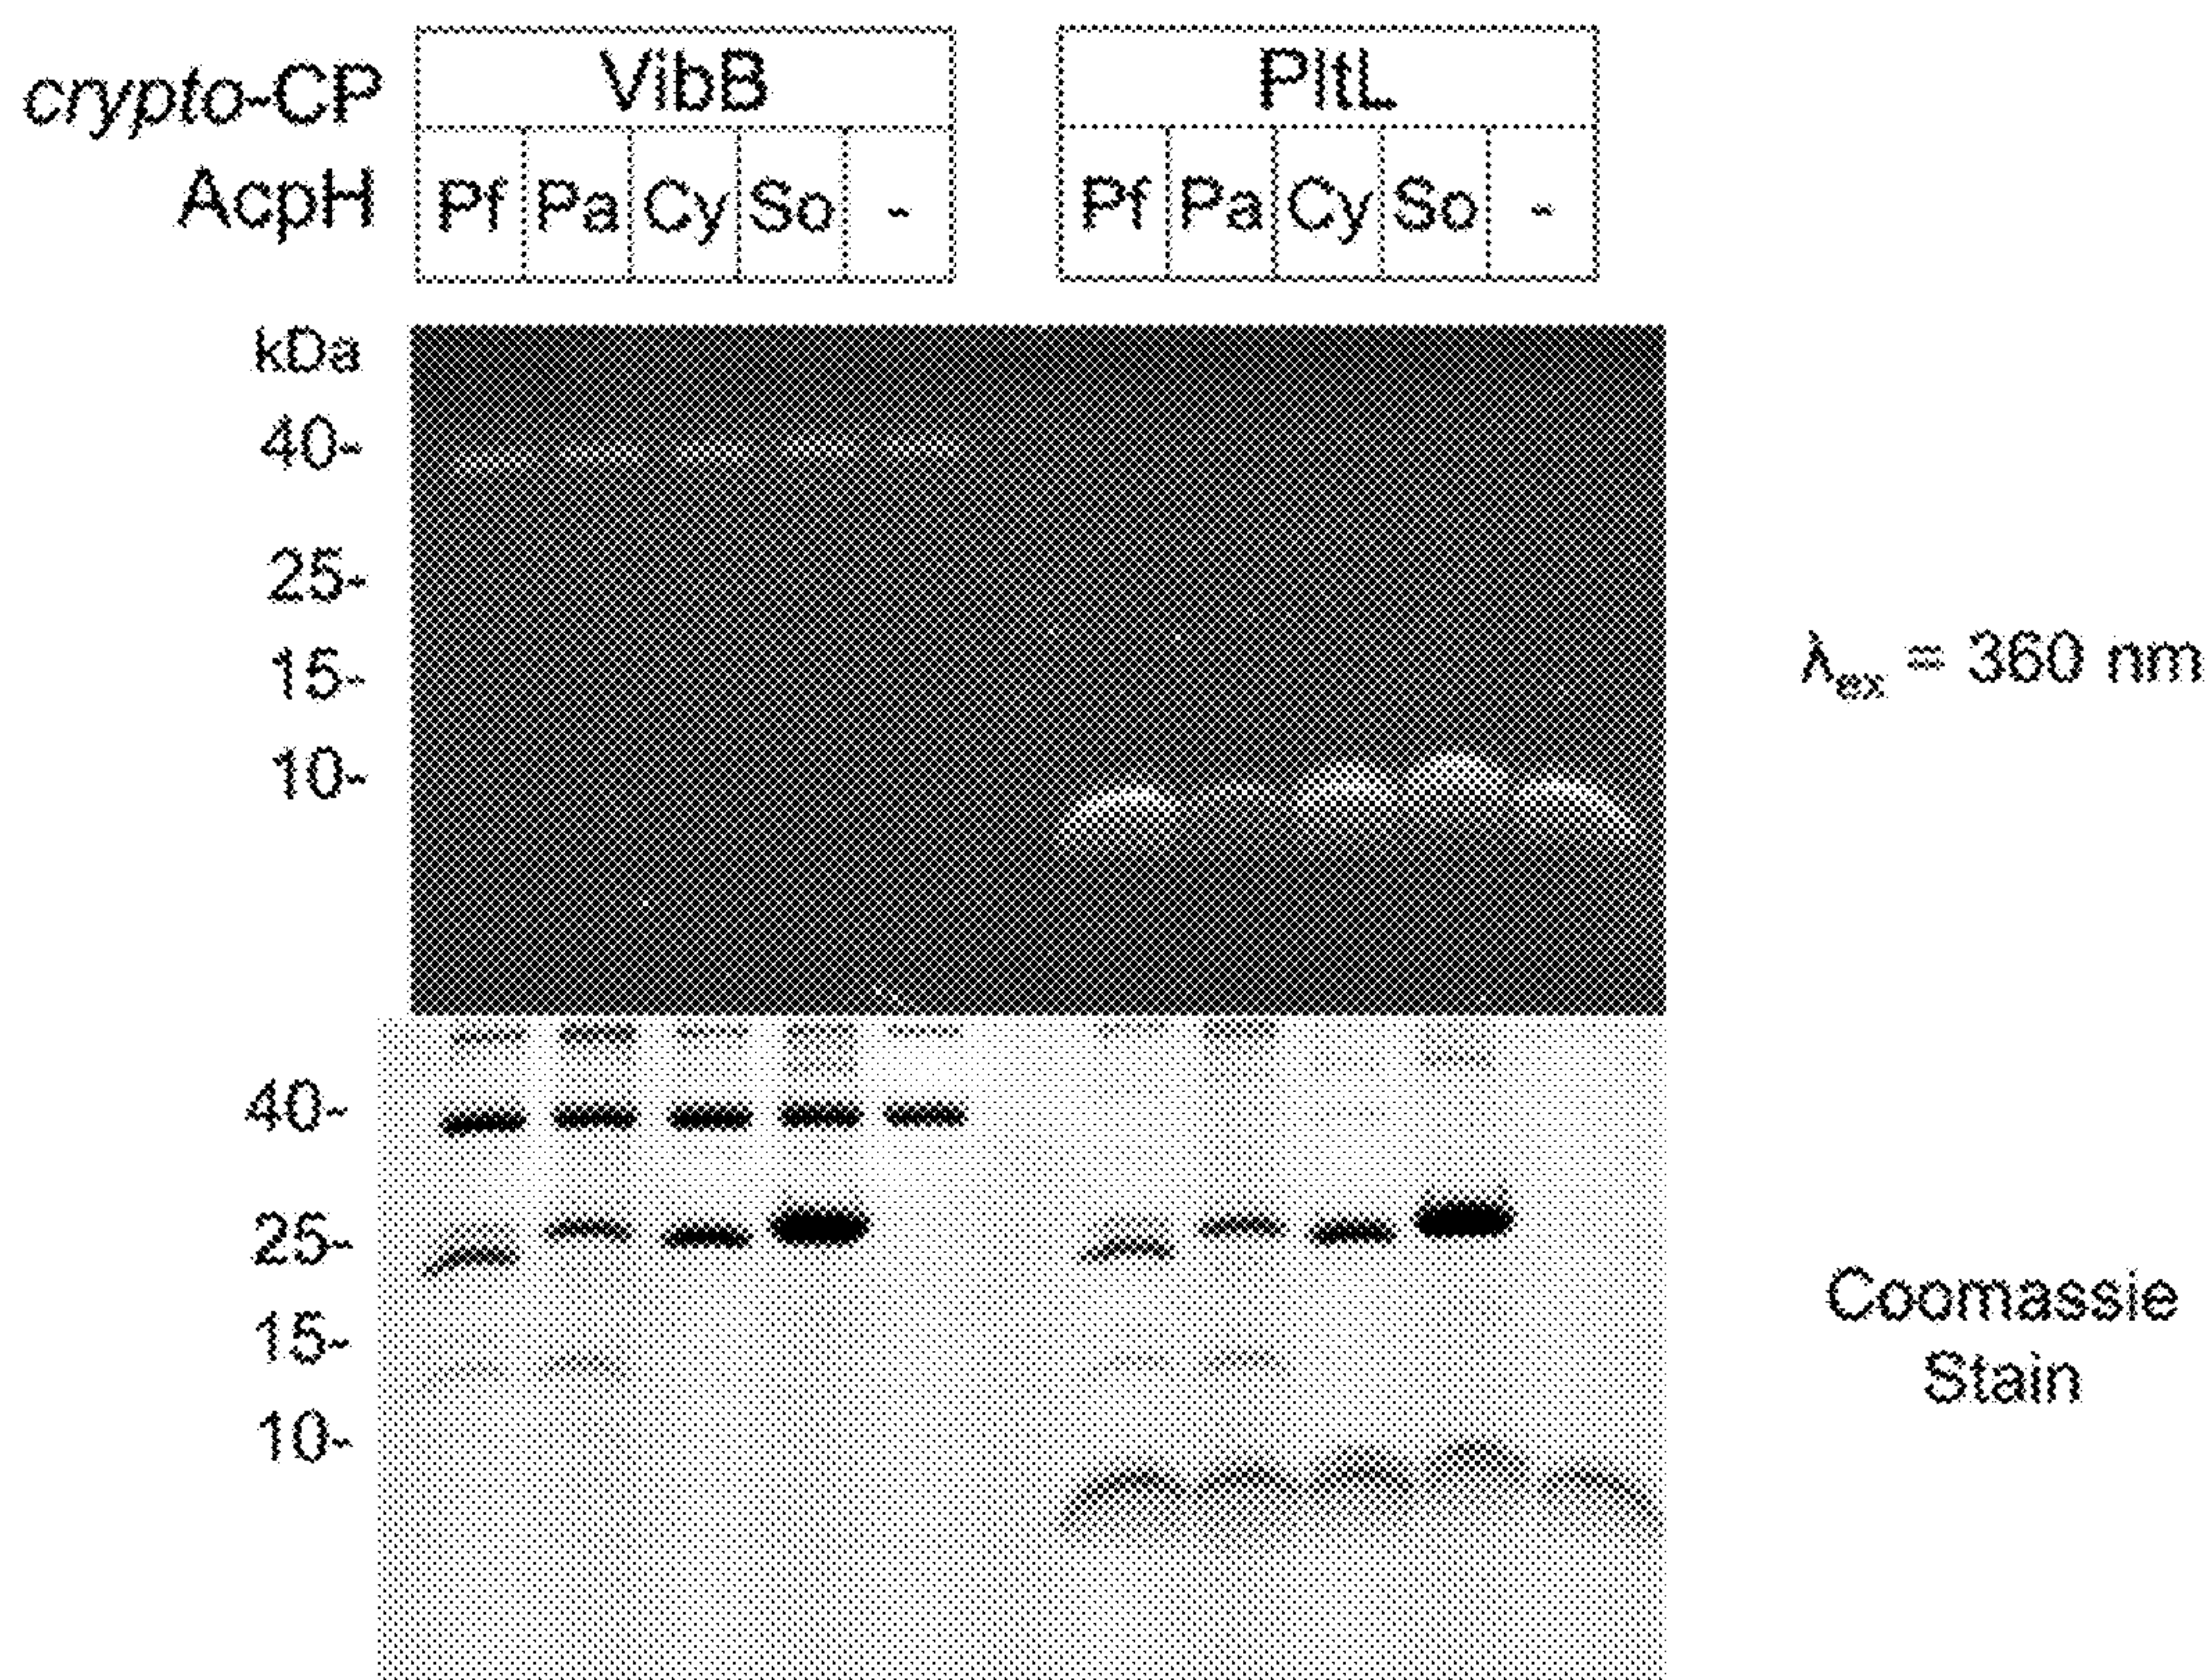 crypto-CP VibB PltL
AcpH Pf Pa Cy So - Pf Pa Cy So -
kDa
40-
25-
15-
10-
λex = 360 nm
40-
25-
15-
10-
Coomassie
Stain